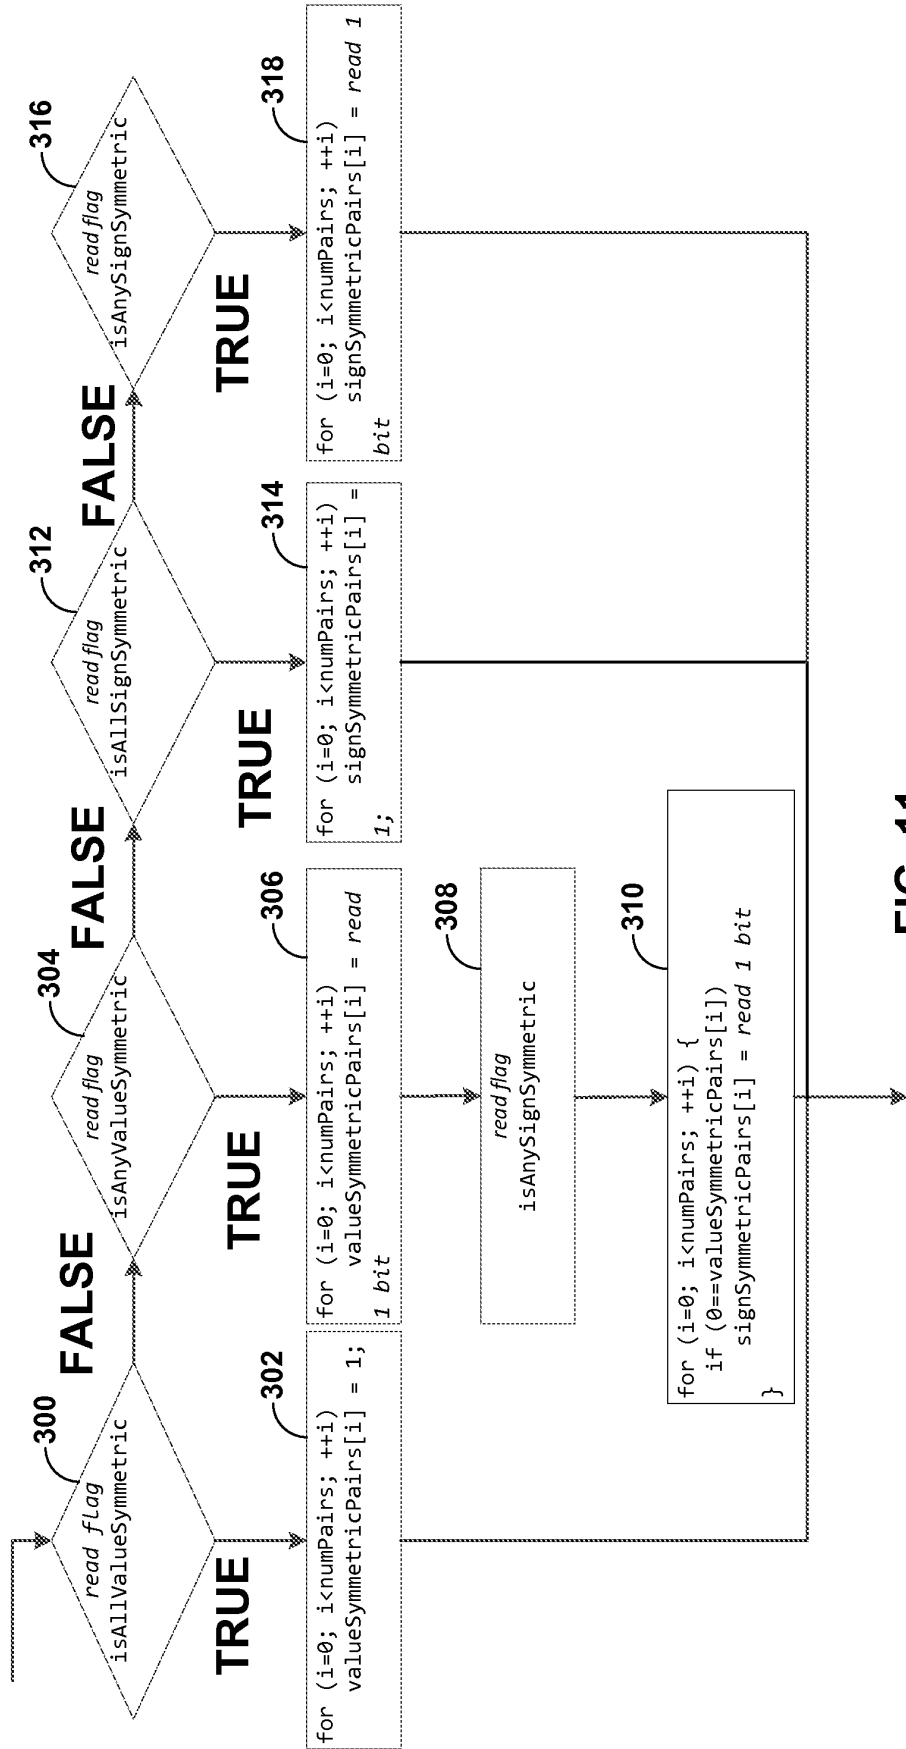 300
read flag
isAllValueSymmetric
FALSE
TRUE
302
for (i=0; i<numPairs; ++i)
valueSymmetricPairs[i] = 1;
304
read flag
isAnyValueSymmetric
FALSE
TRUE
306
for (i=0; i<numPairs; ++i)
valueSymmetricPairs[i] = read
1 bit
308
read flag
isAnySignSymmetric
310
for (i=0; i<numPairs; ++i) {
if (0==valueSymmetricPairs[i])
signSymmetricPairs[i] = read 1 bit
}
312
read flag
isAllSignSymmetric
FALSE
TRUE
314
for (i=0; i<numPairs; ++i)
signSymmetricPairs[i] =
1;
316
read flag
isAnySignSymmetric
TRUE
318
for (i=0; i<numPairs; ++i)
signSymmetricPairs[i] = read 1
bit